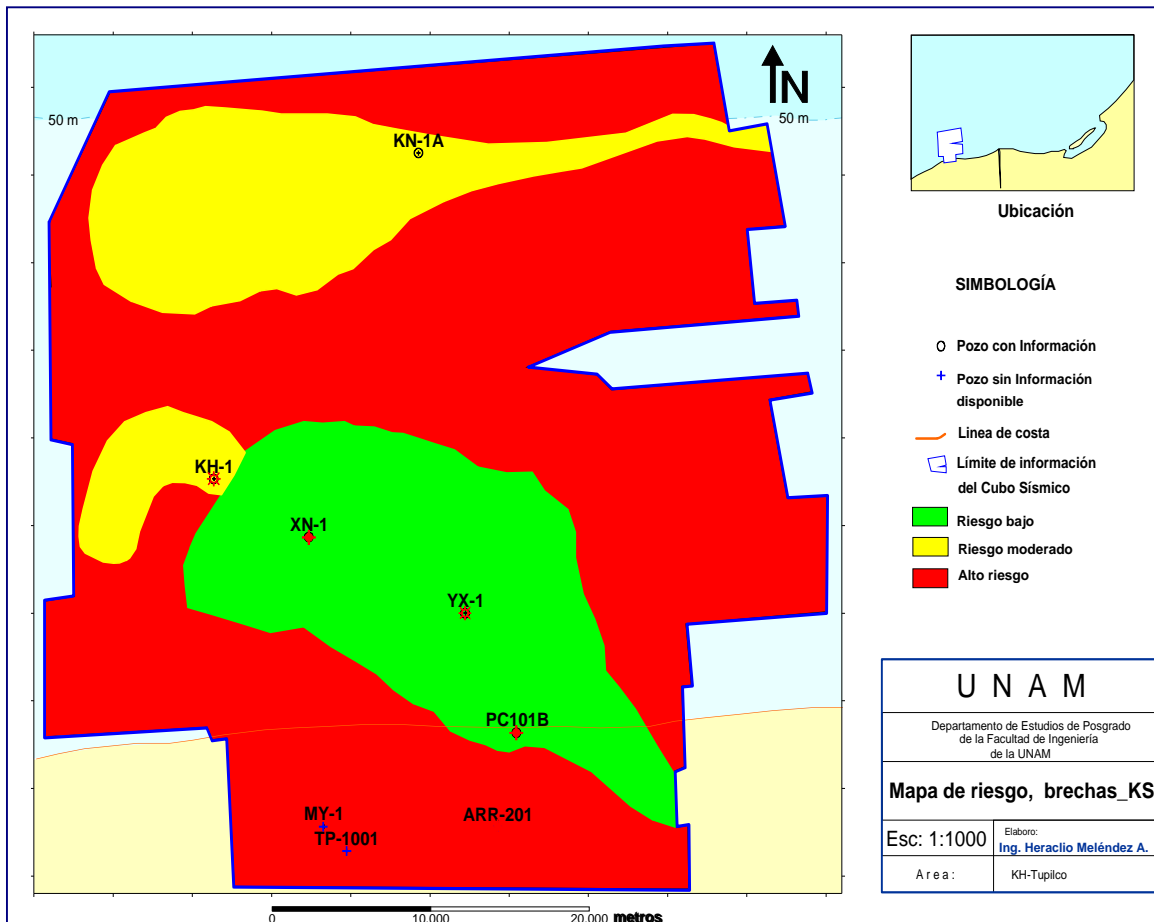 N
50 m
50 m
KN-1A
KH-1
XN-1
YX-1
PC101B
MY-1
ARR-201
TP-1001
0
10.000
20.000
metros
Ubicación
SIMBOLOGÍA
Pozo con Información
Pozo sin Información
disponible
Linea de costa
Límite de información
del Cubo Sísmico
Riesgo bajo
Riesgo moderado
Alto riesgo
U N A M
Departamento de Estudios de Posgrado
de la Facultad de Ingeniería
de la UNAM
Mapa de riesgo, brechas_KS
Esc: 1:1000
Elaboro:
Ing. Heraclio Meléndez A.
Area:
KH-Tupilco